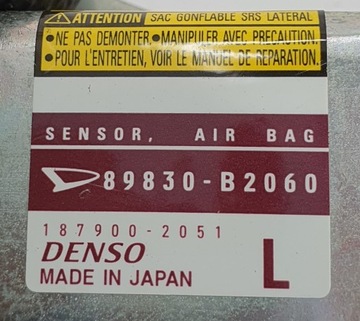 ATTENTION SAC GONFLABLE SRS LATERAL
•NE PAS DEMONTER •MANIPULER AVEC PRECAUTION.
•POUR L'ENTRETIEN, VOIR LE MANUEL DE REPARATION.
SENSOR, AIR BAG
89830-B2060
187900-2051
DENSO
MADE IN JAPAN
L